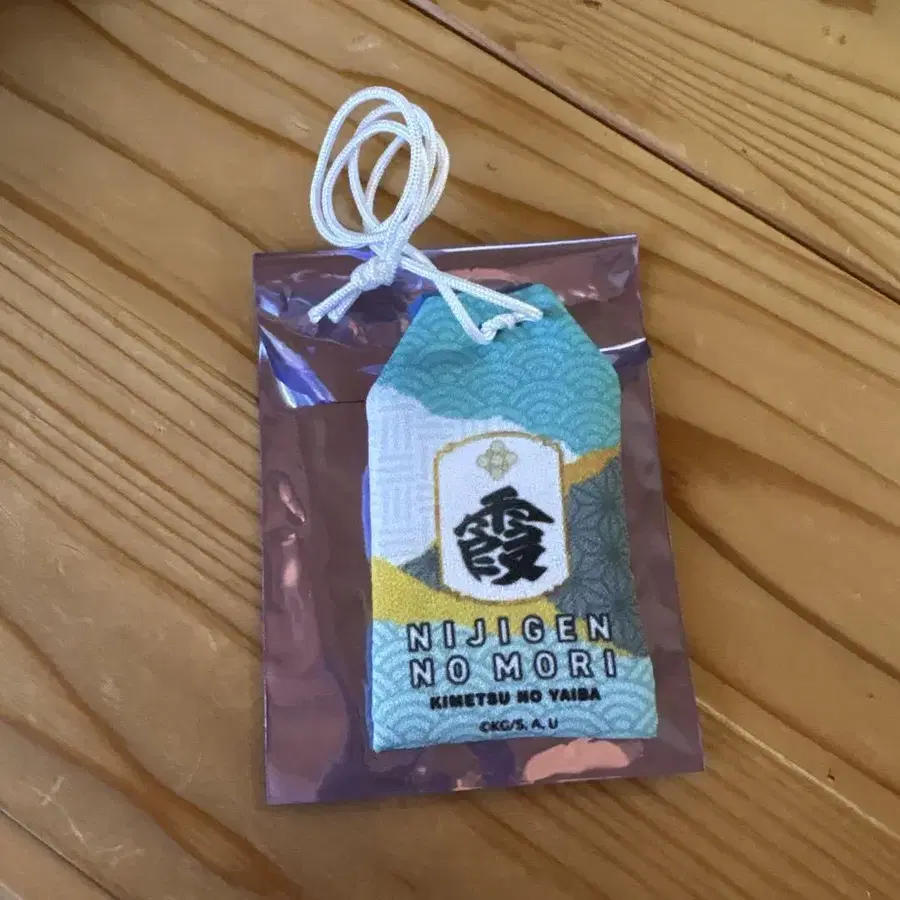 霞
NIJIGEN
NO MORI
KIMETSU NO YAIBA
©KG/S, A, U